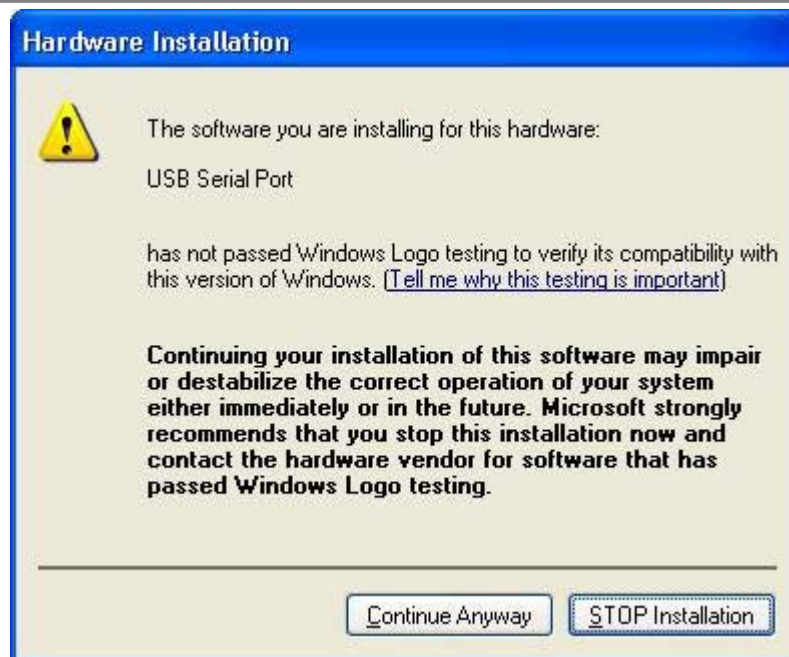 Hardware Installation
The software you are installing for this hardware:
USB Serial Port
has not passed Windows Logo testing to verify its compatibility with
this version of Windows. (Tell me why this testing is important)
Continuing your installation of this software may impair
or destabilize the correct operation of your system
either immediately or in the future. Microsoft strongly
recommends that you stop this installation now and
contact the hardware vendor for software that has
passed Windows Logo testing.
Continue Anyway
STOP Installation